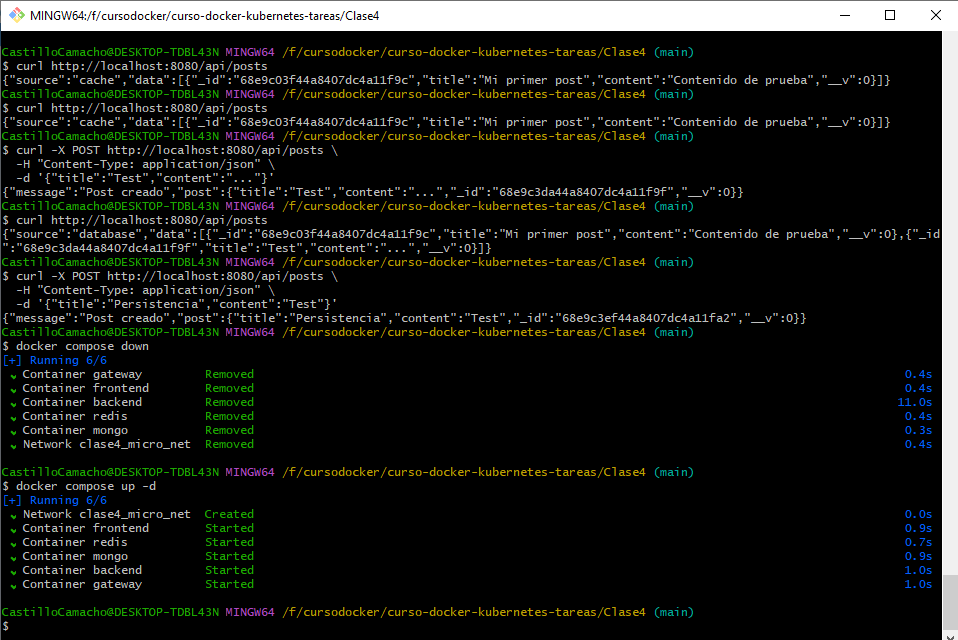 MINGW64:/f/cursodocker/curso-docker-kubernetes-tareas/Clase4
CastilloCamacho@DESKTOP-TDBL43N MINGW64 /f/cursodocker/curso-docker-kubernetes-tareas/Clase4 (main)
$ curl http://localhost:8080/api/posts
{"source":"cache","data":[{"_id":"68e9c03f44a8407dc4a11f9c","title":"Mi primer post","content":"Contenido de prueba","__v":0}]}
CastilloCamacho@DESKTOP-TDBL43N MINGW64 /f/cursodocker/curso-docker-kubernetes-tareas/Clase4 (main)
$ curl http://localhost:8080/api/posts
{"source":"cache","data":[{"_id":"68e9c03f44a8407dc4a11f9c","title":"Mi primer post","content":"Contenido de prueba","__v":0}]}
CastilloCamacho@DESKTOP-TDBL43N MINGW64 /f/cursodocker/curso-docker-kubernetes-tareas/Clase4 (main)
$ curl -X POST http://localhost:8080/api/posts \
-H "Content-Type: application/json" \
-d '{"title":"Test","content":"..."}'
{"message":"Post creado","post":{"title":"Test","content":"...","_id":"68e9c3da44a8407dc4a11f9f","__v":0}}
CastilloCamacho@DESKTOP-TDBL43N MINGW64 /f/cursodocker/curso-docker-kubernetes-tareas/Clase4 (main)
$ curl http://localhost:8080/api/posts
{"source":"database","data":[{"_id":"68e9c03f44a8407dc4a11f9c","title":"Mi primer post","content":"Contenido de prueba","__v":0},{"_id
":"68e9c3da44a8407dc4a11f9f","title":"Test","content":"...","__v":0}]}
CastilloCamacho@DESKTOP-TDBL43N MINGW64 /f/cursodocker/curso-docker-kubernetes-tareas/Clase4 (main)
$ curl -X POST http://localhost:8080/api/posts \
-H "Content-Type: application/json" \
-d '{"title":"Persistencia","content":"Test"}'
{"message":"Post creado","post":{"title":"Persistencia","content":"Test","_id":"68e9c3ef44a8407dc4a11fa2","__v":0}}
CastilloCamacho@DESKTOP-TDBL43N MINGW64 /f/cursodocker/curso-docker-kubernetes-tareas/Clase4 (main)
$ docker compose down
[+] Running 6/6
✔ Container gateway Removed 0.4s
✔ Container frontend Removed 0.4s
✔ Container backend Removed 11.0s
✔ Container redis Removed 0.4s
✔ Container mongo Removed 0.3s
✔ Network clase4_micro_net Removed 0.4s
CastilloCamacho@DESKTOP-TDBL43N MINGW64 /f/cursodocker/curso-docker-kubernetes-tareas/Clase4 (main)
$ docker compose up -d
[+] Running 6/6
✔ Network clase4_micro_net Created 0.0s
✔ Container frontend Started 0.9s
✔ Container redis Started 0.7s
✔ Container mongo Started 0.9s
✔ Container backend Started 1.0s
✔ Container gateway Started 1.0s
CastilloCamacho@DESKTOP-TDBL43N MINGW64 /f/cursodocker/curso-docker-kubernetes-tareas/Clase4 (main)
$